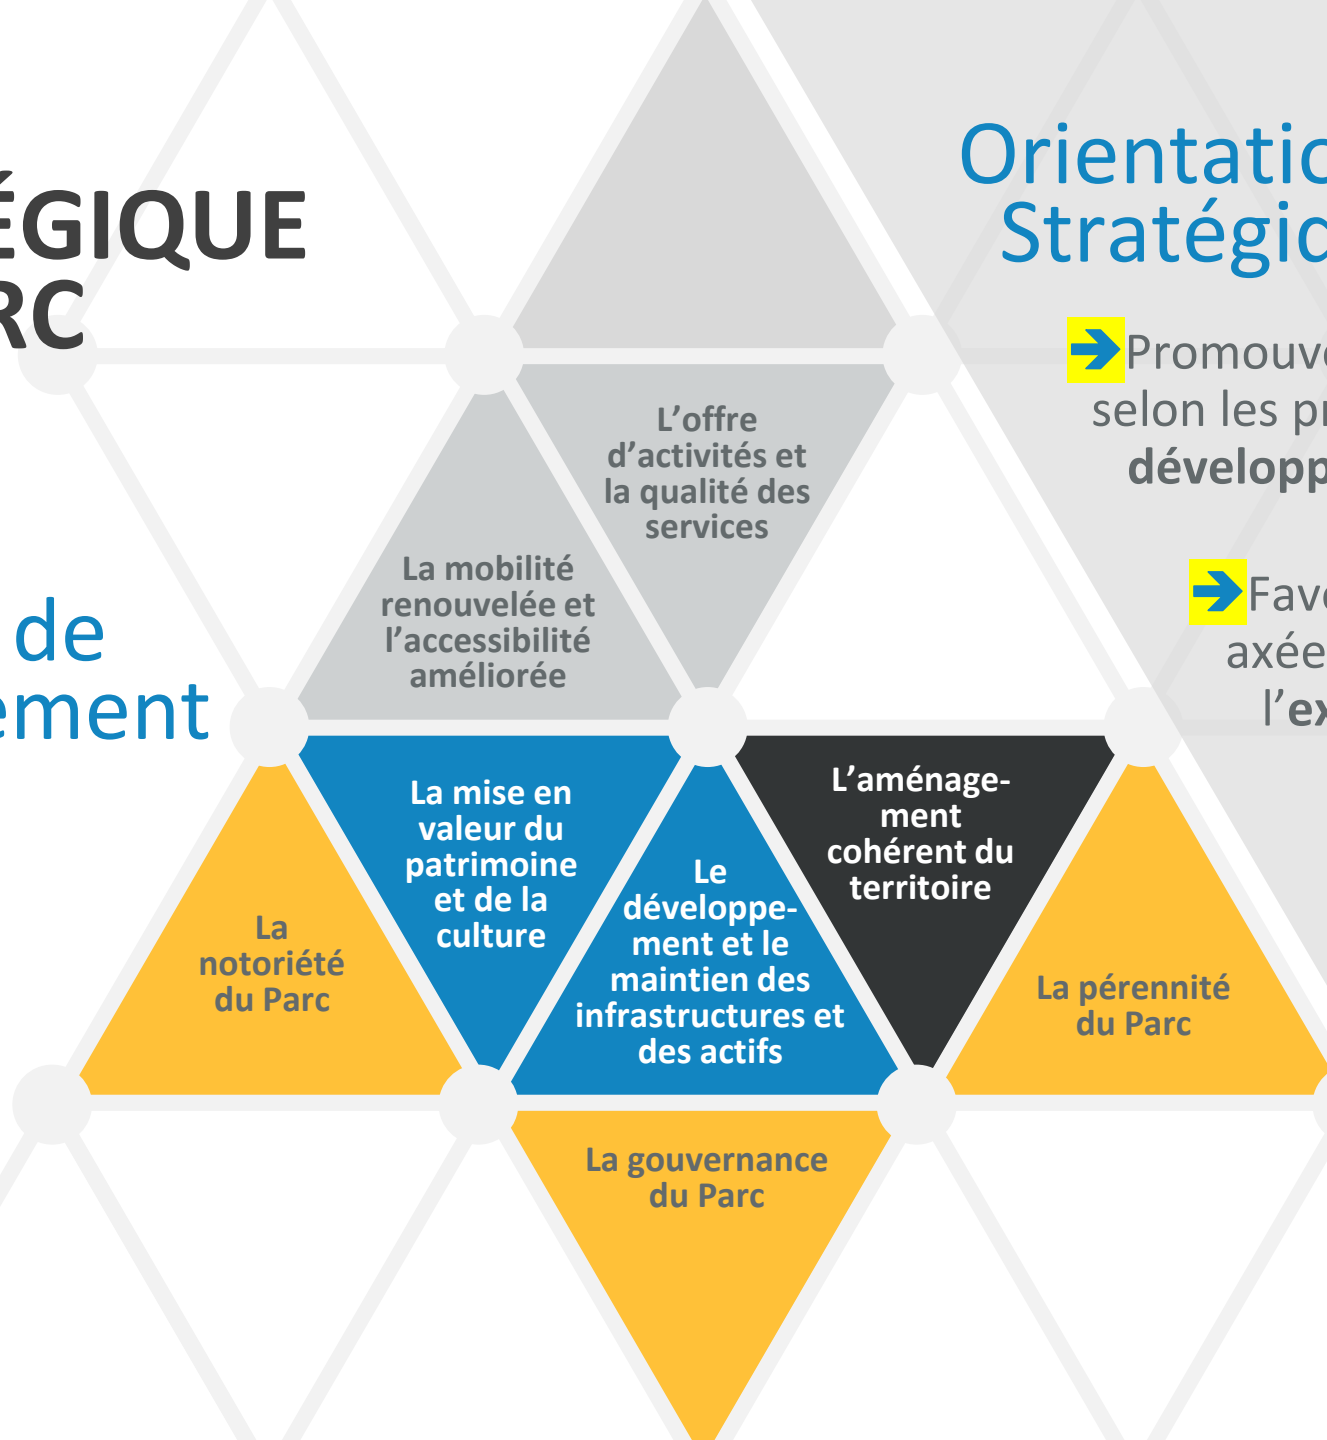 ÉGIQUE
RC
de
ement
Orientatio
Stratégiq
➔Promouve
selon les pr
développ
➔Favo
axée
l’ex
L’offre
d’activités et
la qualité des
services
La mobilité
renouvelée et
l’accessibilité
améliorée
La mise en
valeur du
patrimoine
et de la
culture
Le
développe-
ment et le
maintien des
infrastructures et
des actifs
L’aménage-
ment
cohérent du
territoire
La
notoriété
du Parc
La pérennité
du Parc
La gouvernance
du Parc